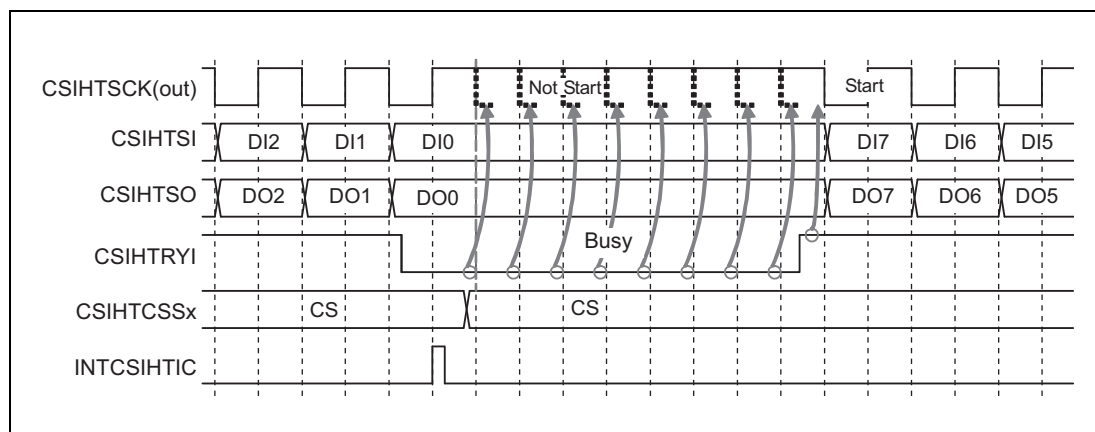 CSIHTSCK(out) Not Start Start
CSIHTSI DI2 DI1 DI0 DI7 DI6 DI5
CSIHTSO DO2 DO1 DO0 DO7 DO6 DO5
CSIHTRYI Busy
CSIHTCSSx CS CS
INTCSIHTIC